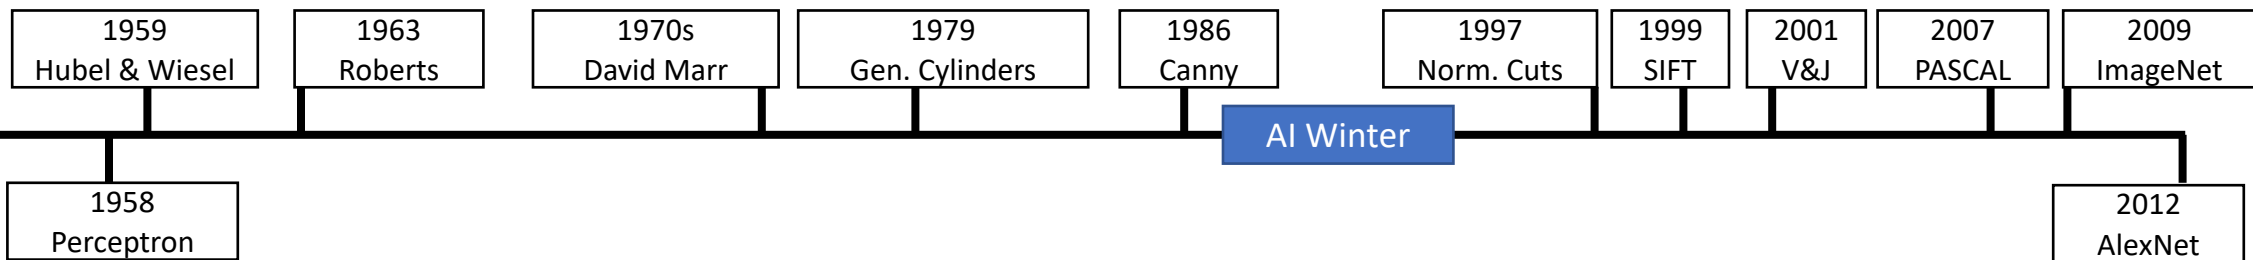 1959
Hubel & Wiesel
1963
Roberts
1970s
David Marr
1979
Gen. Cylinders
1986
Canny
1997
Norm. Cuts
1999
SIFT
2001
V&J
2007
PASCAL
2009
ImageNet
AI Winter
1958
Perceptron
2012
AlexNet